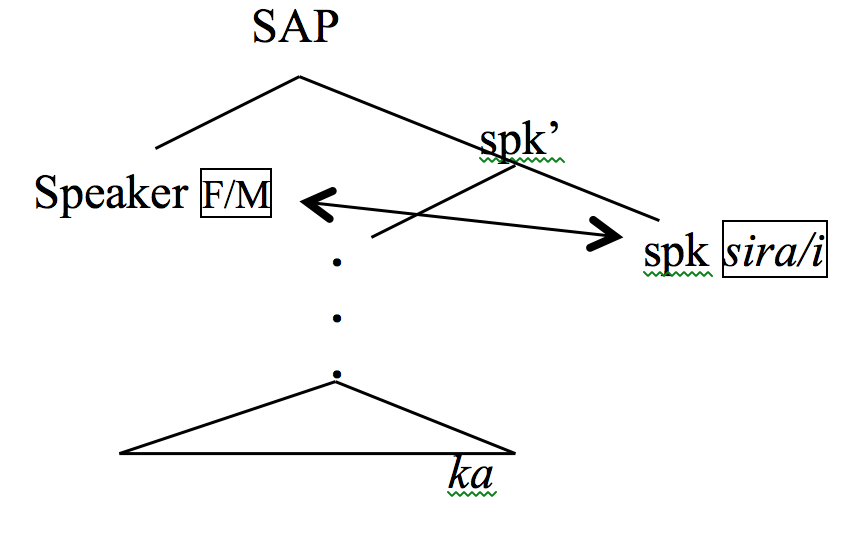 SAP
spk’
Speaker F/M
spk sira/i
ka